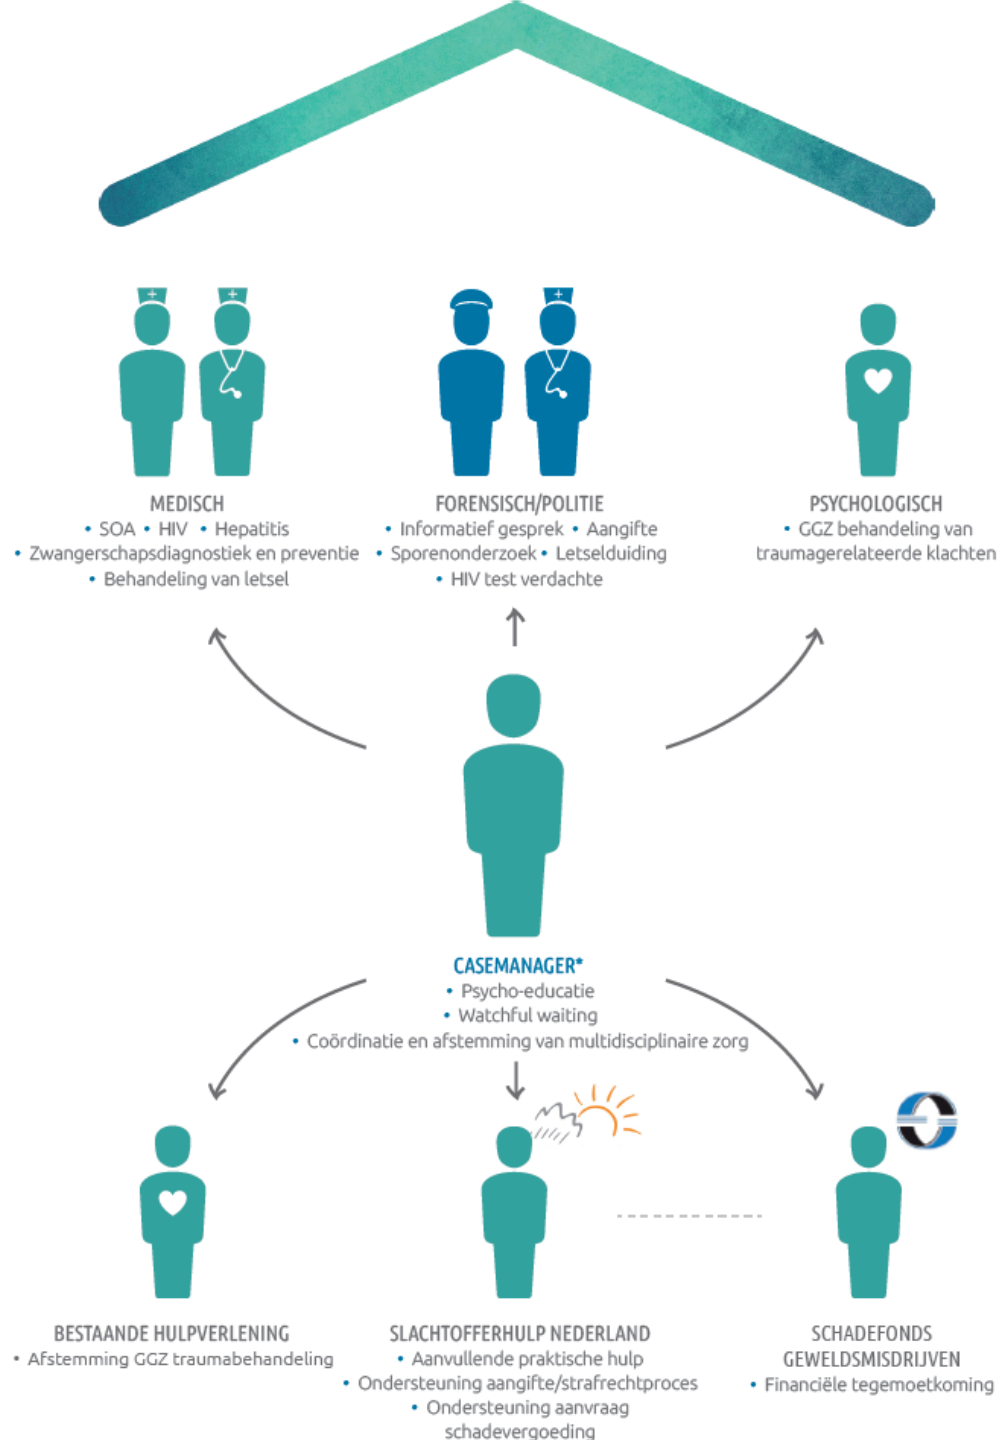 MEDISCH
• SOA • HIV • Hepatitis
• Zwangerschapsdiagnostiek en preventie
• Behandeling van letsel
FORENSISCH/POLITIE
• Informatief gesprek • Aangifte
• Sporenonderzoek • Letselduiding
• HIV test verdachte
PSYCHOLOGISCH
• GGZ behandeling van
traumagerelateerde klachten
CASEMANAGER*
• Psycho-educatie
• Watchful waiting
• Coördinatie en afstemming van multidisciplinaire zorg
BESTAANDE HULPVERLENING
• Afstemming GGZ traumabehandeling
SLACHTOFFERHULP NEDERLAND
• Aanvullende praktische hulp
• Ondersteuning aangifte/strafrechtproces
• Ondersteuning aanvraag
schadevergoeding
SCHADEFONDS
GEWELDSMISDRIJVEN
• Financiële tegemoetkoming